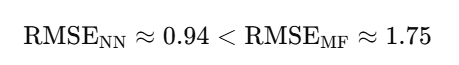 RMSE_NN ≈ 0.94 < RMSE_MF ≈ 1.75